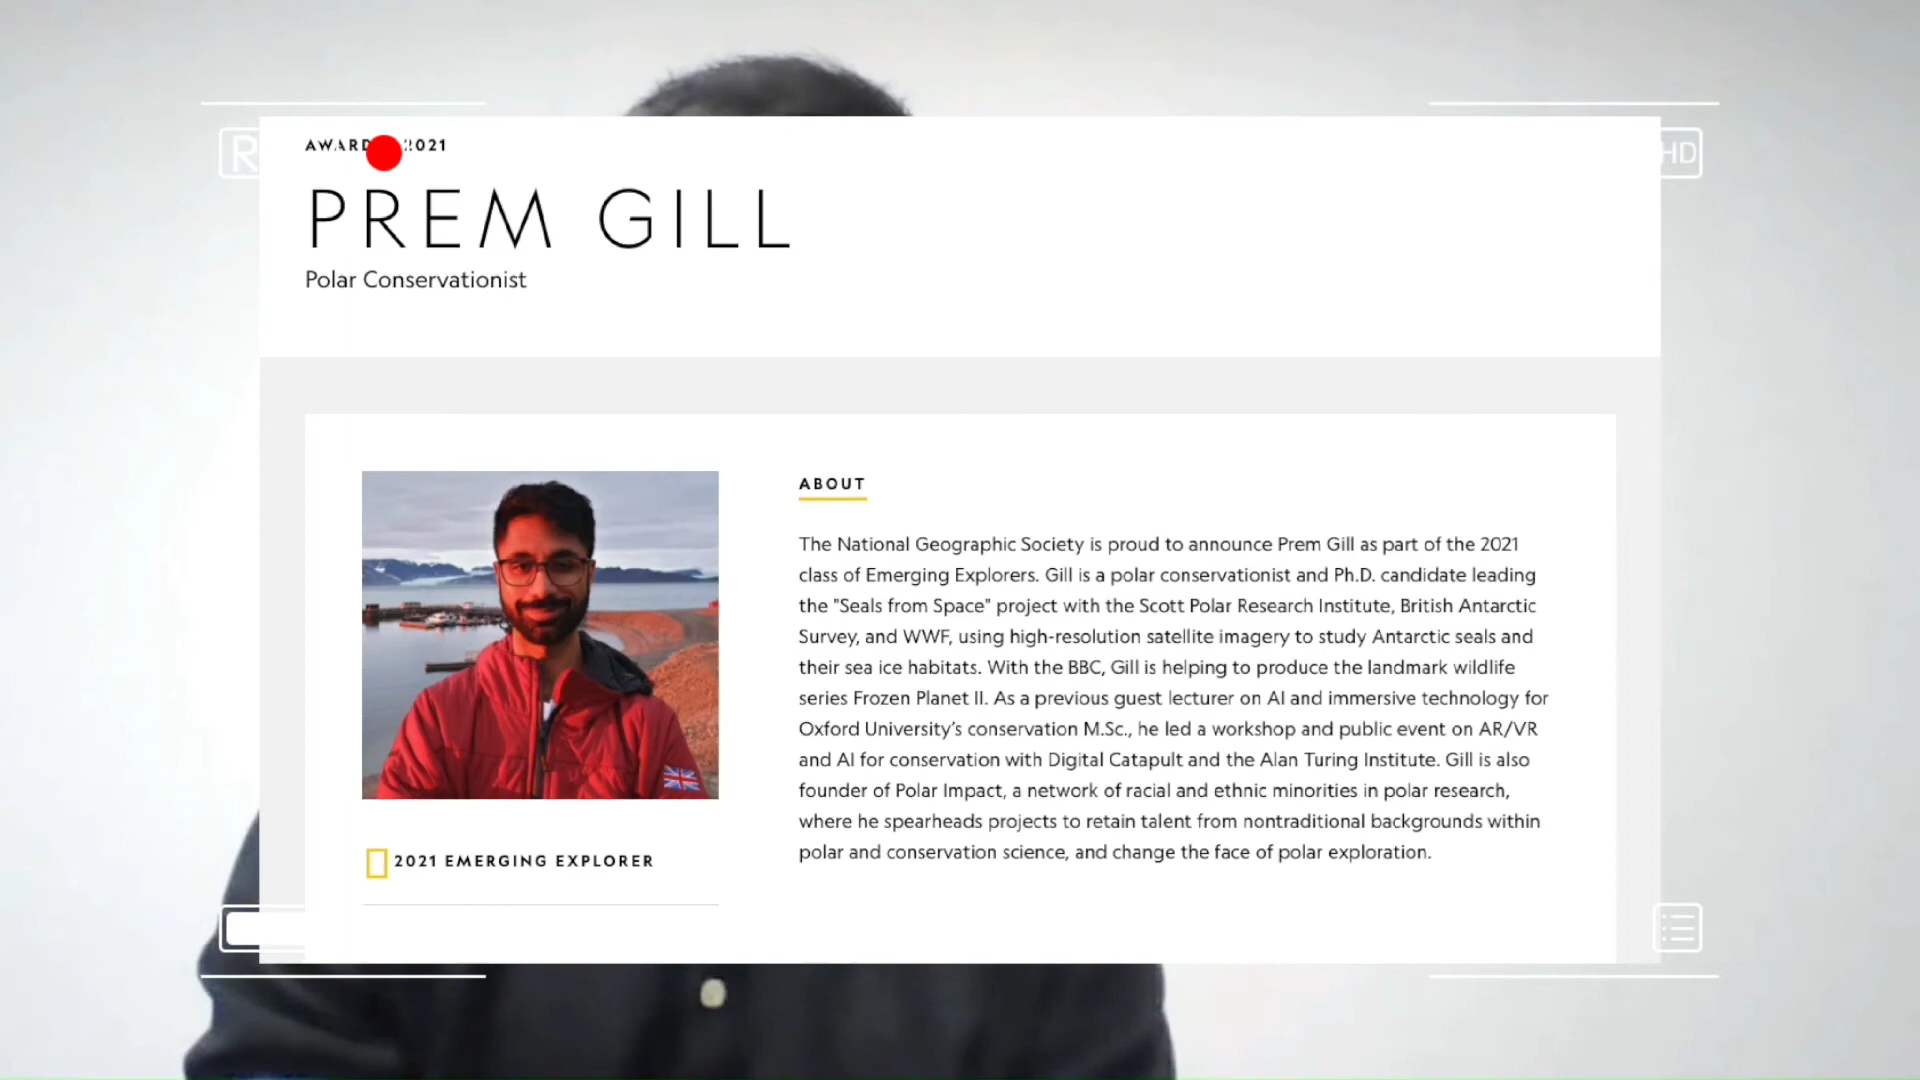 AWARD 2021
PREM GILL
Polar Conservationist
ABOUT
The National Geographic Society is proud to announce Prem Gill as part of the 2021
class of Emerging Explorers. Gill is a polar conservationist and Ph.D. candidate leading
the "Seals from Space" project with the Scott Polar Research Institute, British Antarctic
Survey, and WWF, using high-resolution satellite imagery to study Antarctic seals and
their sea ice habitats. With the BBC, Gill is helping to produce the landmark wildlife
series Frozen Planet II. As a previous guest lecturer on AI and immersive technology for
Oxford University’s conservation M.Sc., he led a workshop and public event on AR/VR
and AI for conservation with Digital Catapult and the Alan Turing Institute. Gill is also
founder of Polar Impact, a network of racial and ethnic minorities in polar research,
where he spearheads projects to retain talent from nontraditional backgrounds within
polar and conservation science, and change the face of polar exploration.
2021 EMERGING EXPLORER
R
HD